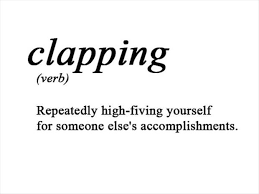 clapping
(verb)
Repeatedly high-fiving yourself
for someone else's accomplishments.